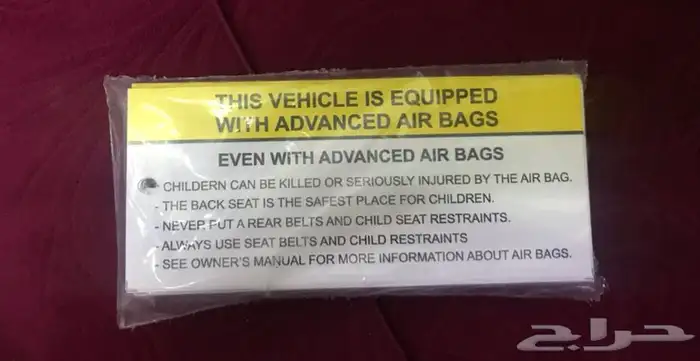 THIS VEHICLE IS EQUIPPED
WITH ADVANCED AIR BAGS
EVEN WITH ADVANCED AIR BAGS
- CHILDERN CAN BE KILLED OR SERIOUSLY INJURED BY THE AIR BAG.
- THE BACK SEAT IS THE SAFEST PLACE FOR CHILDREN.
- NEVER PUT A REAR BELTS AND CHILD SEAT RESTRAINTS.
- ALWAYS USE SEAT BELTS AND CHILD RESTRAINTS
- SEE OWNER'S MANUAL FOR MORE INFORMATION ABOUT AIR BAGS.
حراج